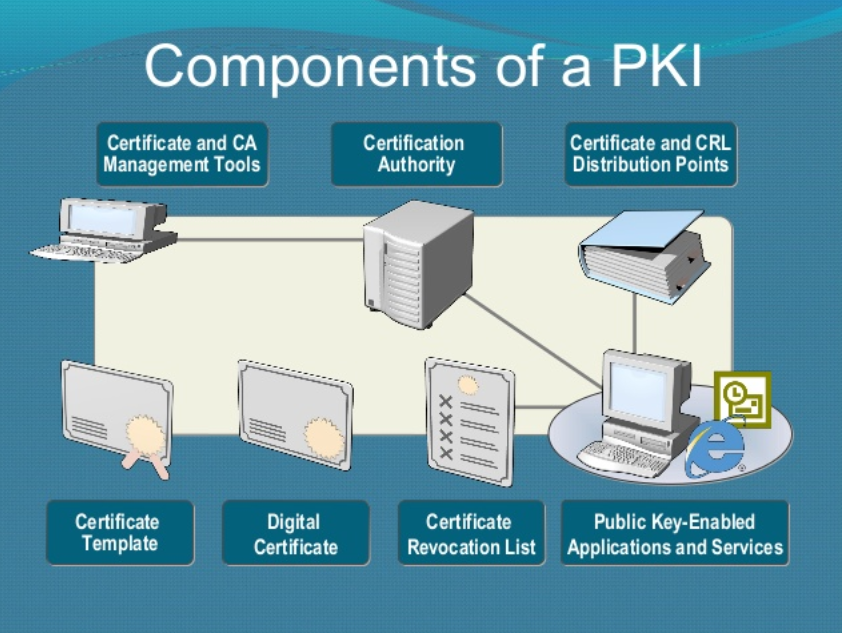 Components of a PKI
Certificate and CA
Management Tools
Certification
Authority
Certificate and CRL
Distribution Points
Certificate
Template
Digital
Certificate
Certificate
Revocation List
Public Key-Enabled
Applications and Services